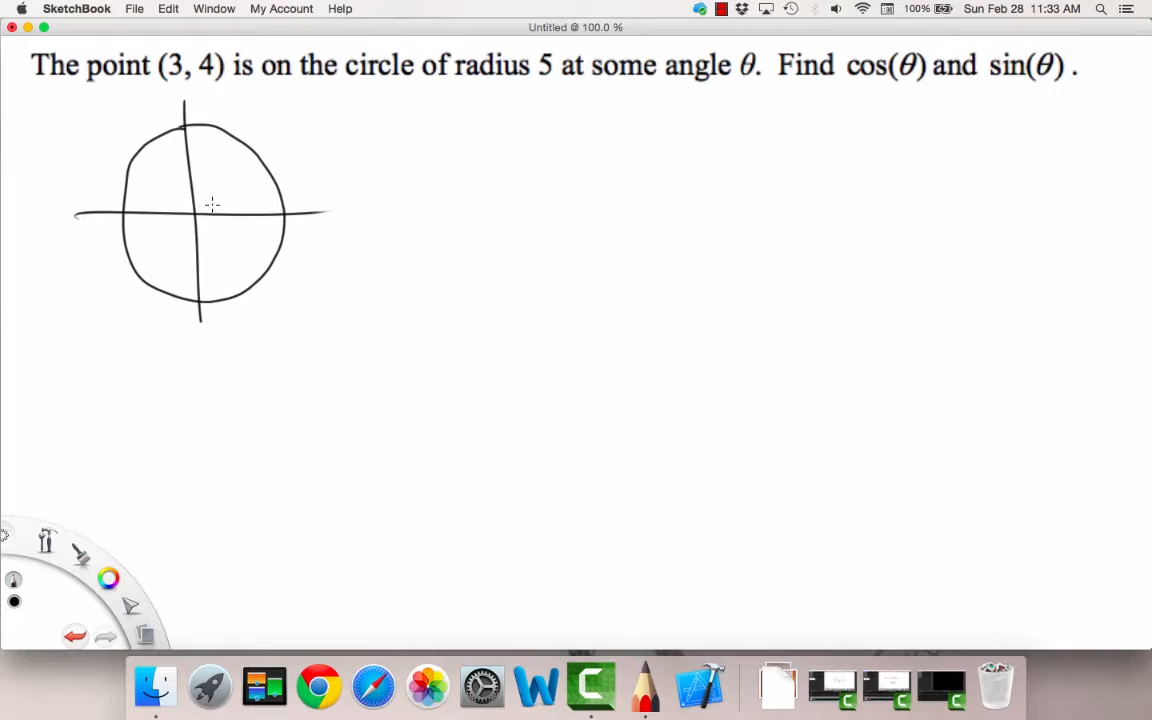 SketchBook File Edit Window My Account Help 100% Sun Feb 28 11:33 AM
Untitled @ 100.0 %
The point (3, 4) is on the circle of radius 5 at some angle θ. Find cos(θ) and sin(θ) .